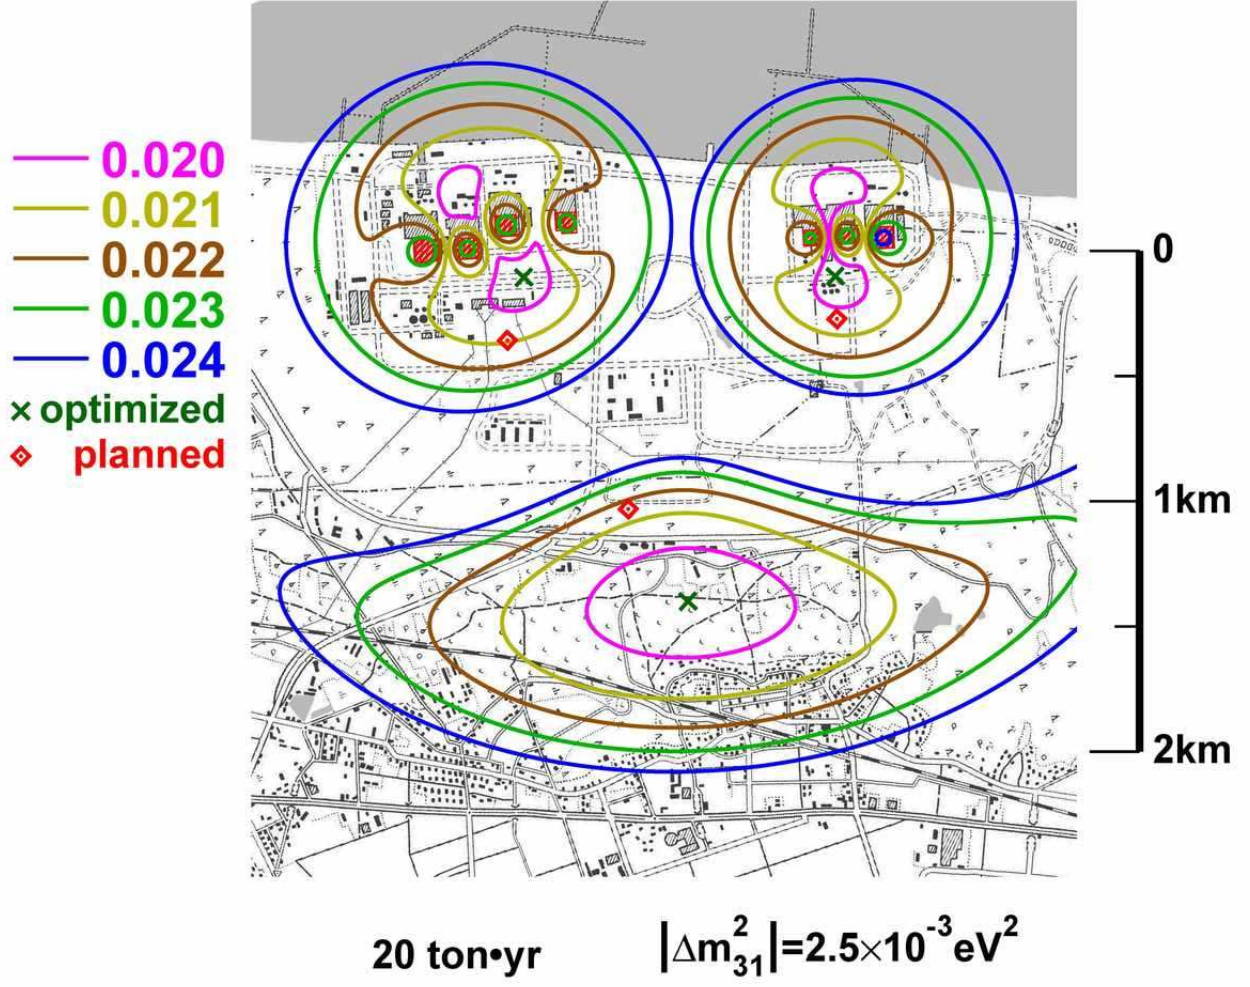 0.020
0.021
0.022
0.023
0.024
× optimized
planned
0
1km
2km
20 ton•yr
|Δm²₃₁|=2.5×10⁻³eV²